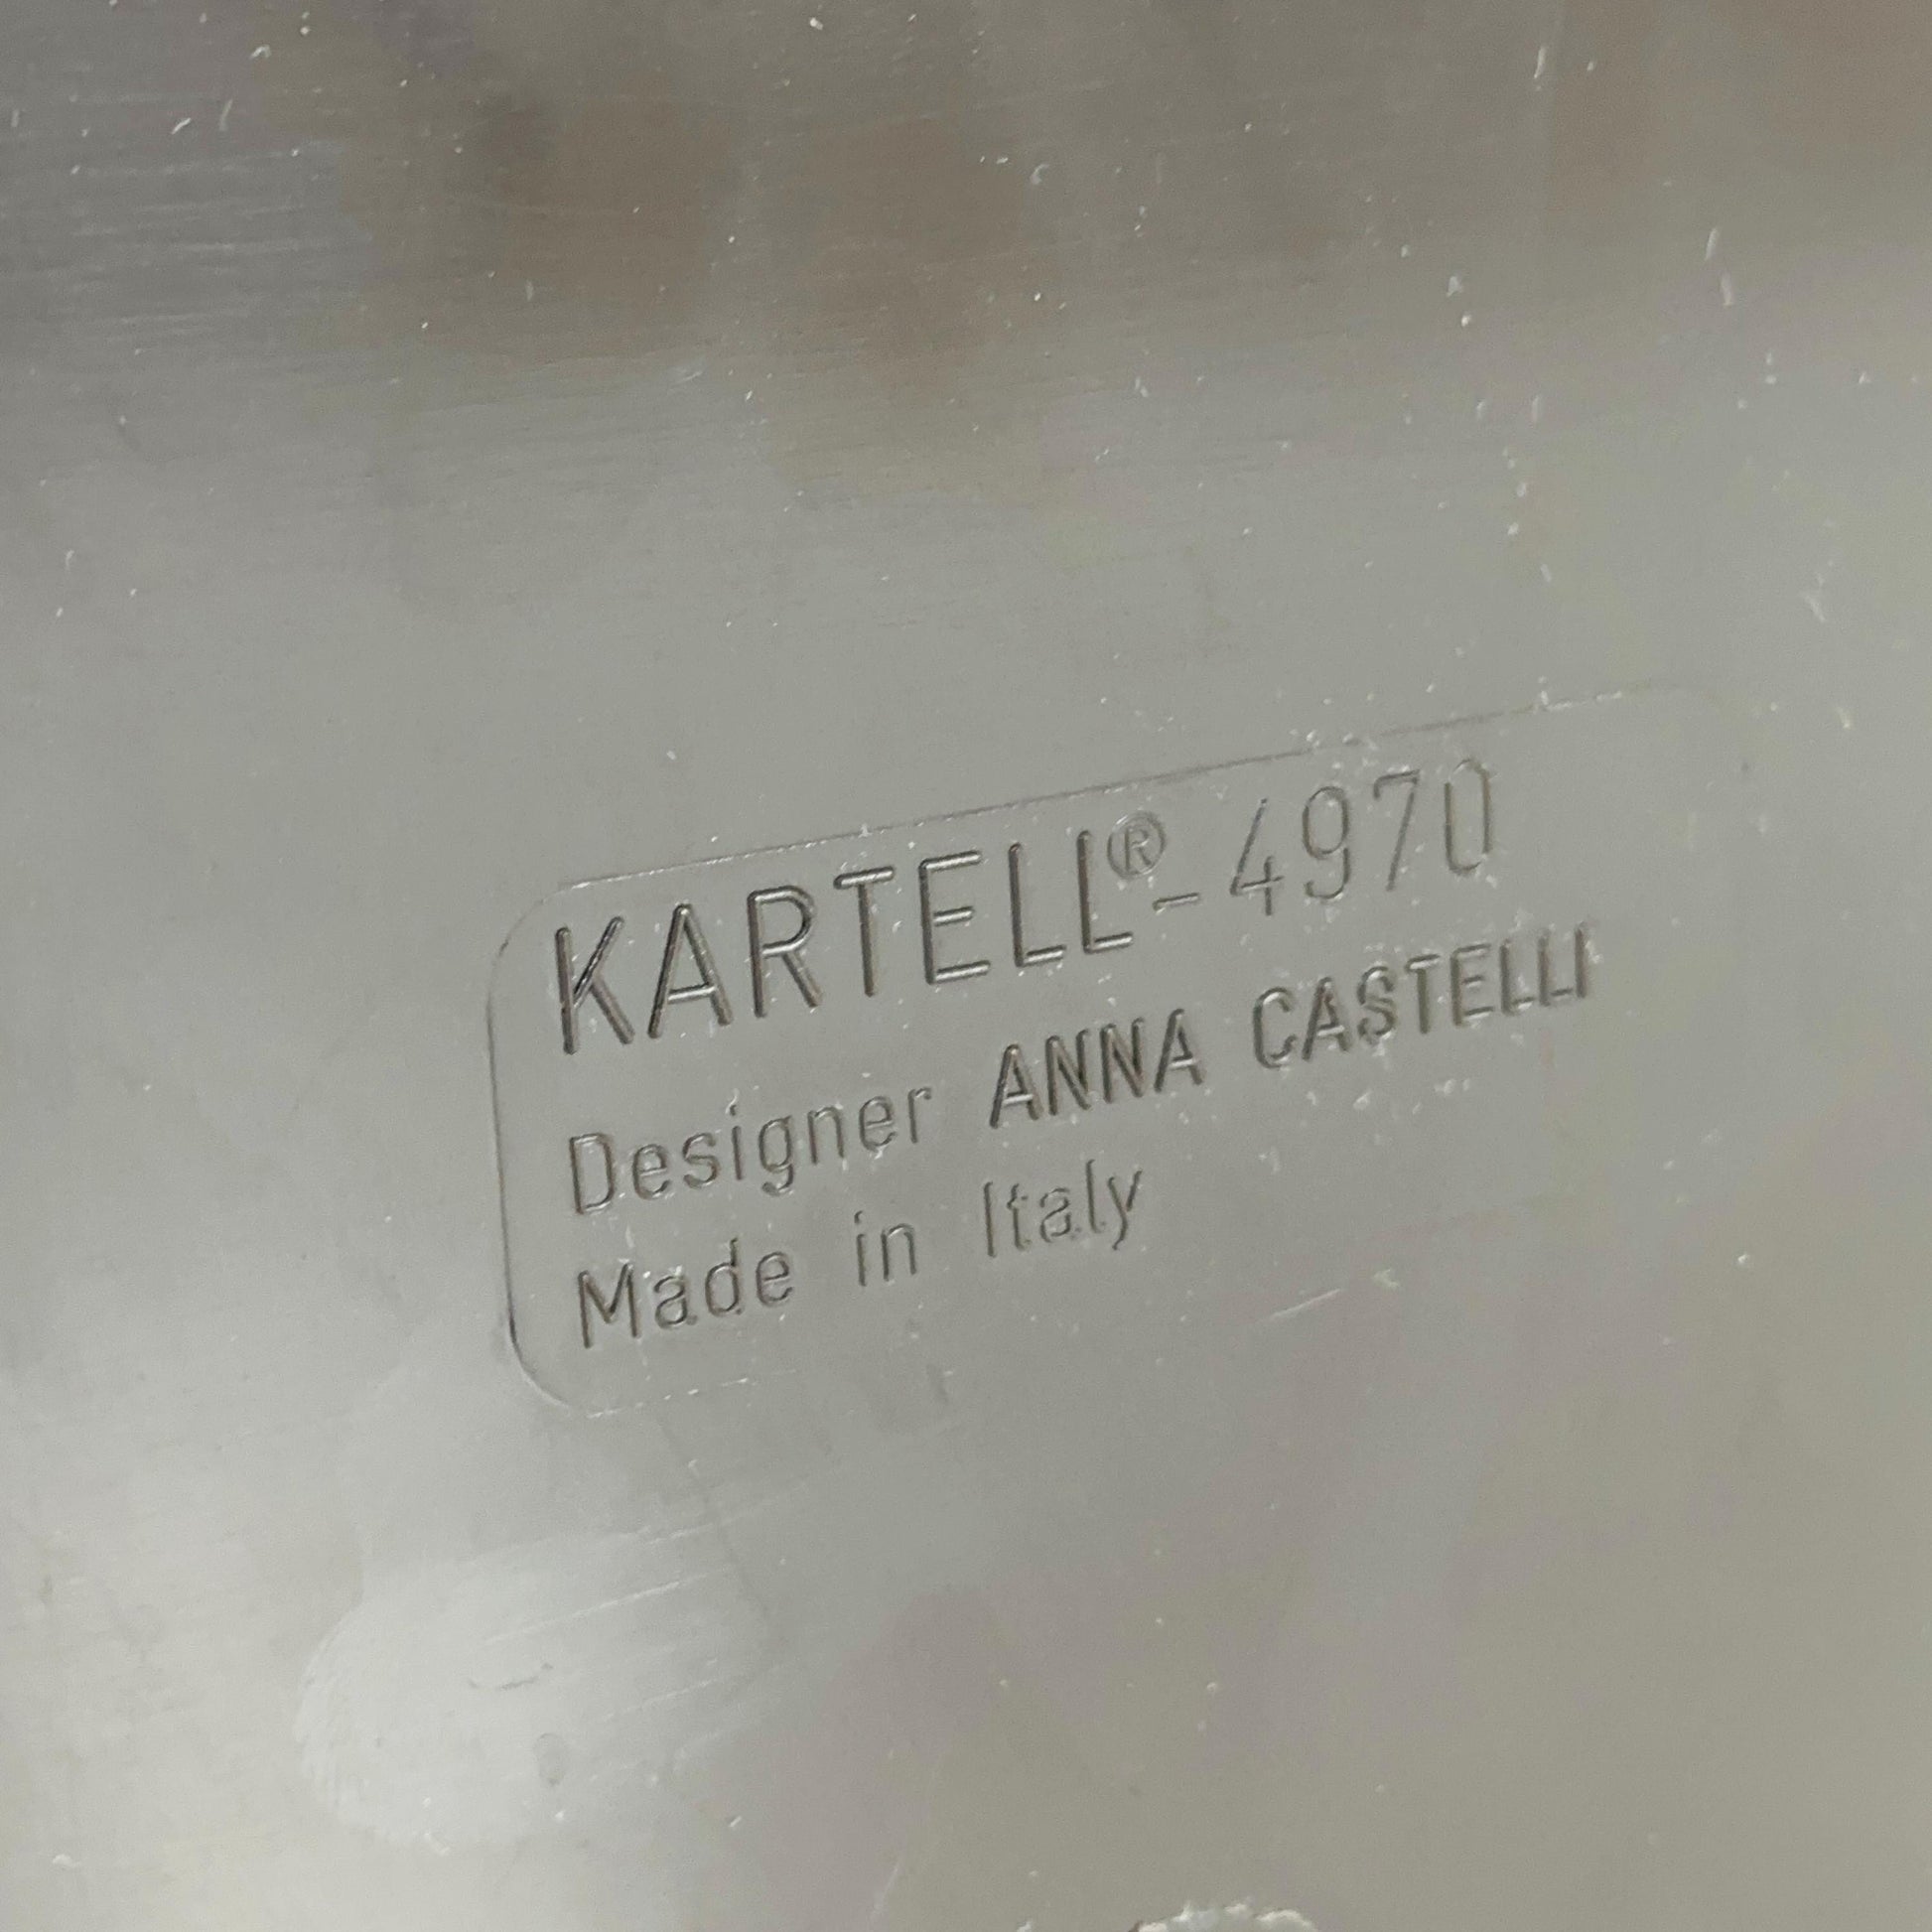 KARTELL®-4970
Designer ANNA CASTELLI
Made in Italy